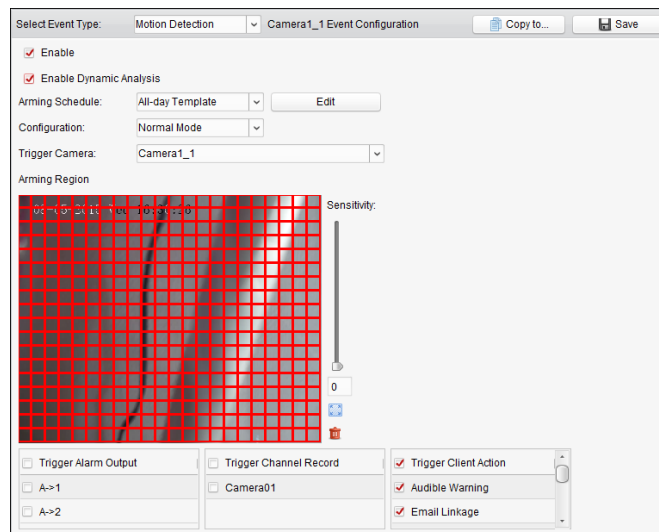 Select Event Type: Motion Detection Camera1_1 Event Configuration Copy to... Save
Enable
Enable Dynamic Analysis
Arming Schedule: All-day Template Edit
Configuration: Normal Mode
Trigger Camera: Camera1_1
Arming Region
Sensitivity:
0
Trigger Alarm Output Trigger Channel Record Trigger Client Action
A->1 Camera01 Audible Warning
A->2 Email Linkage